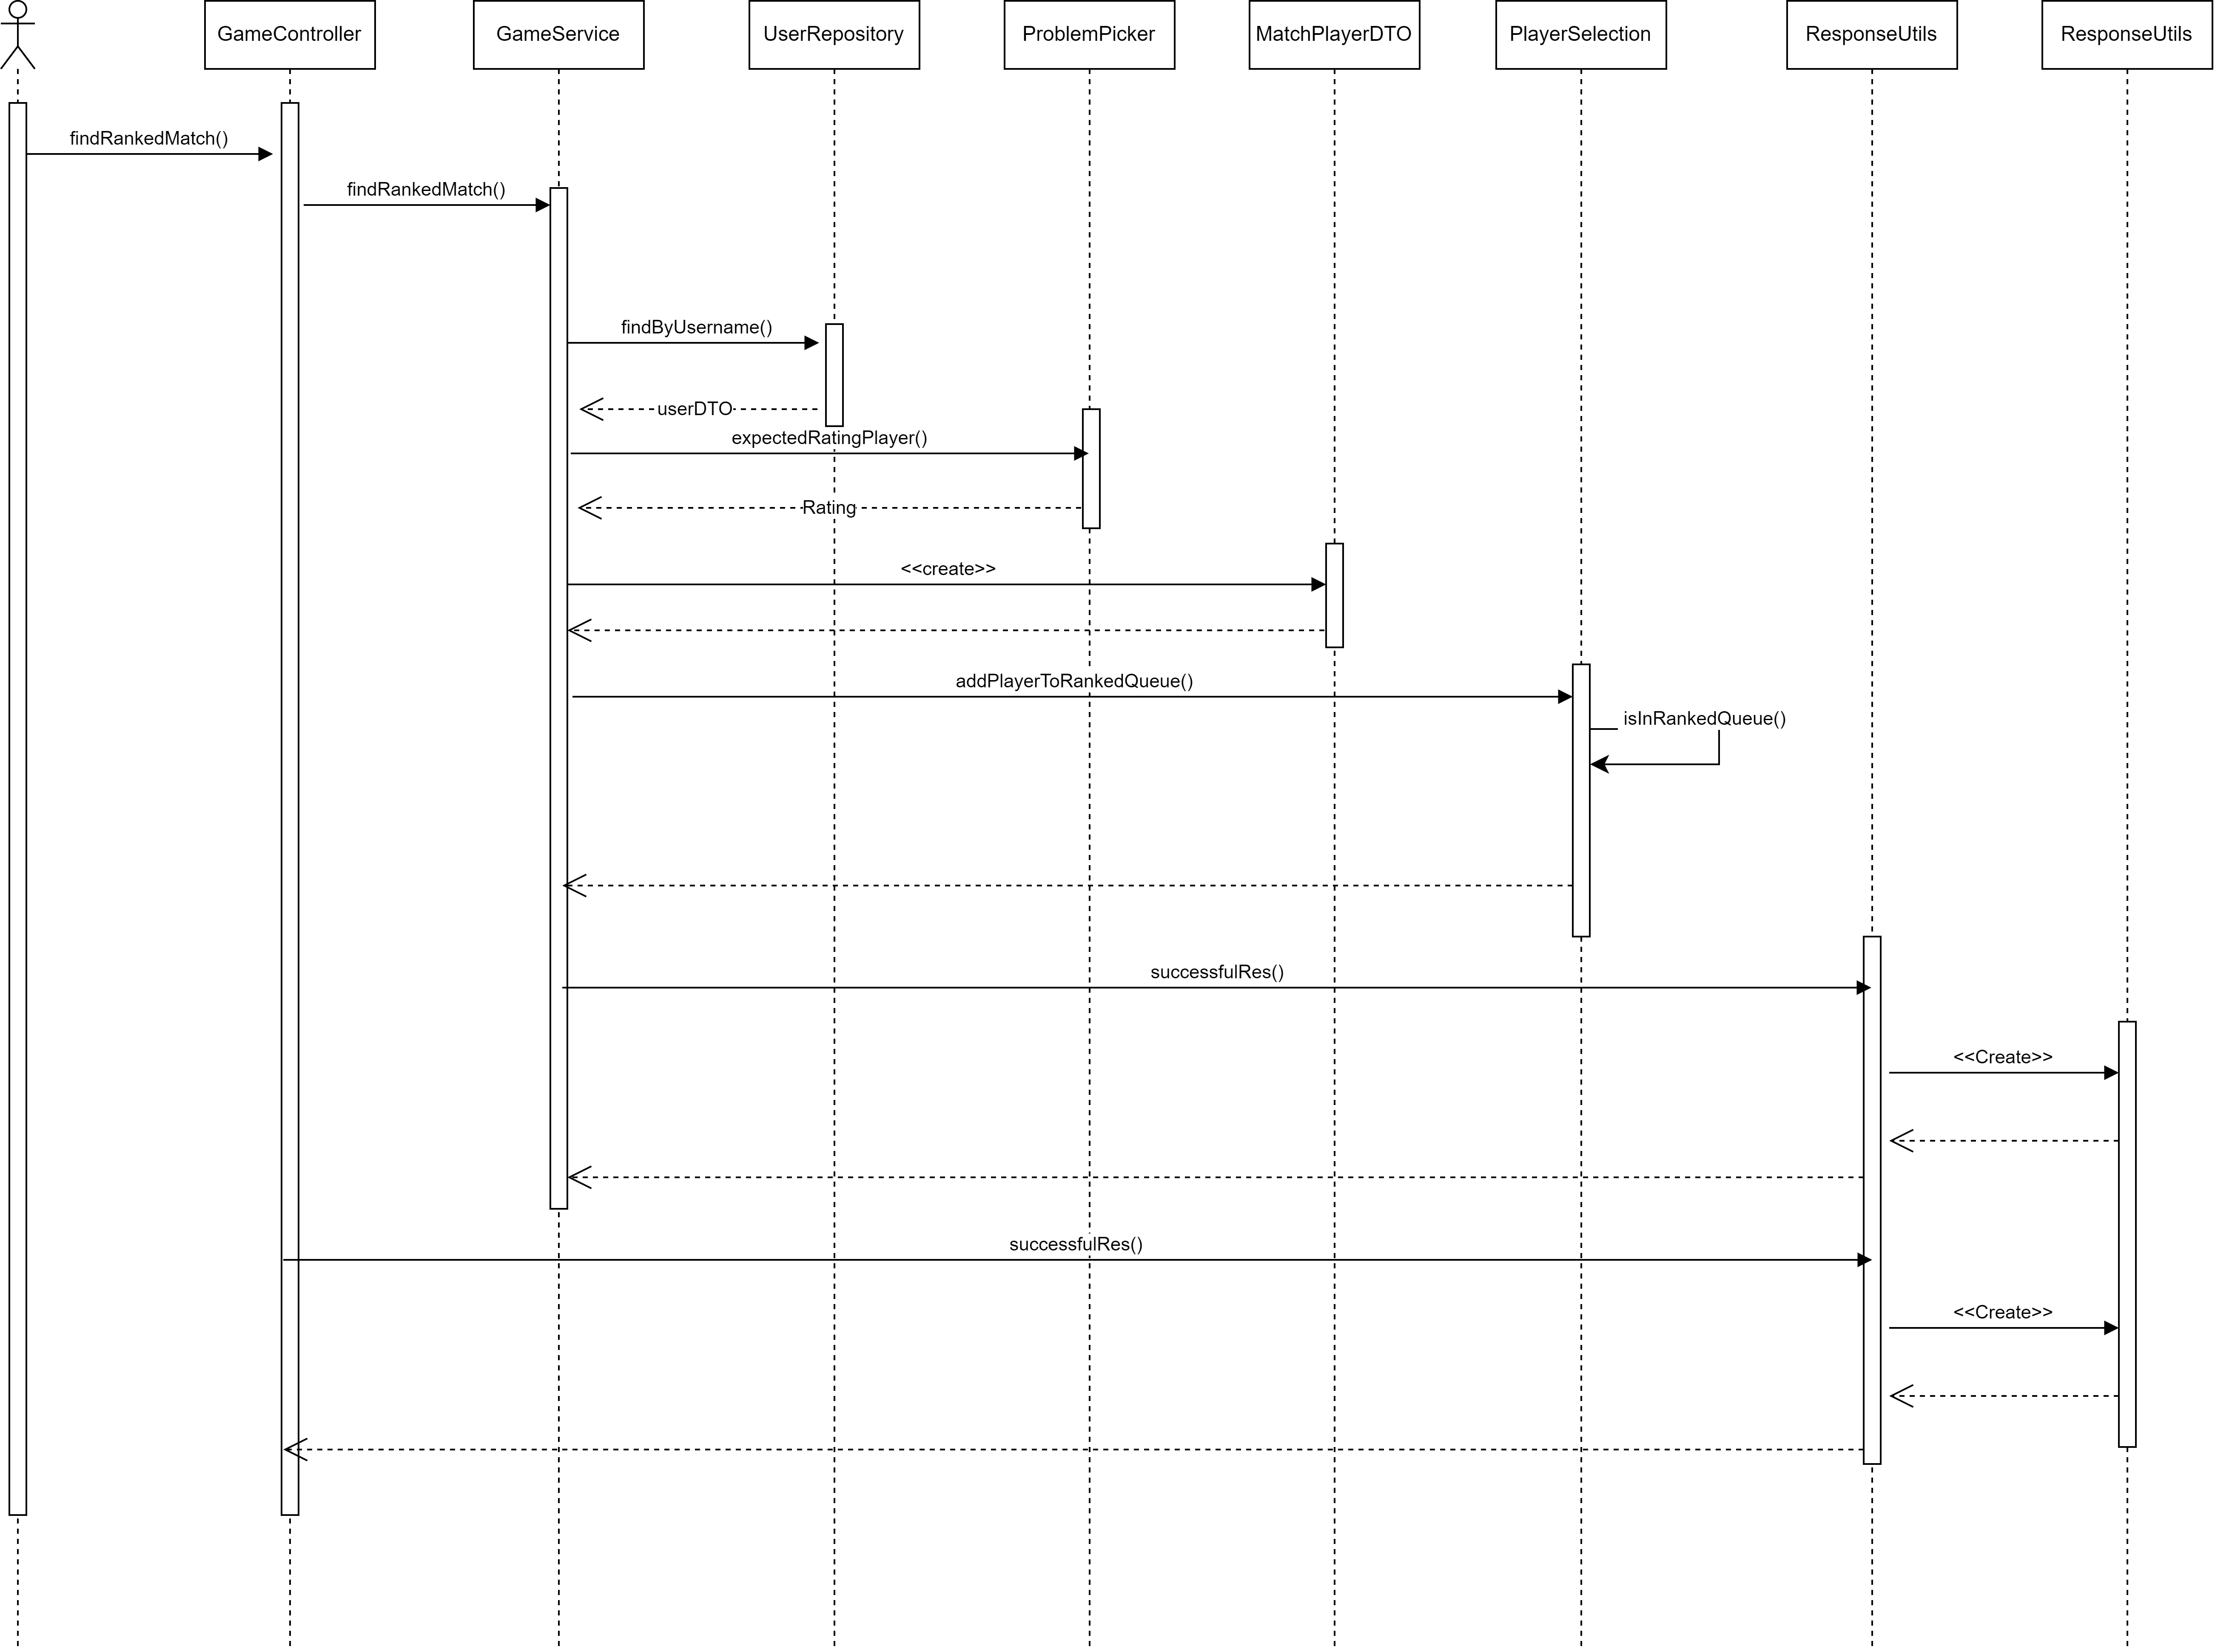 GameController
GameService
UserRepository
ProblemPicker
MatchPlayerDTO
PlayerSelection
ResponseUtils
ResponseUtils
findRankedMatch()
findRankedMatch()
findByUsername()
userDTO
expectedRatingPlayer()
Rating
<<create>>
addPlayerToRankedQueue()
isInRankedQueue()
successfulRes()
<<Create>>
successfulRes()
<<Create>>